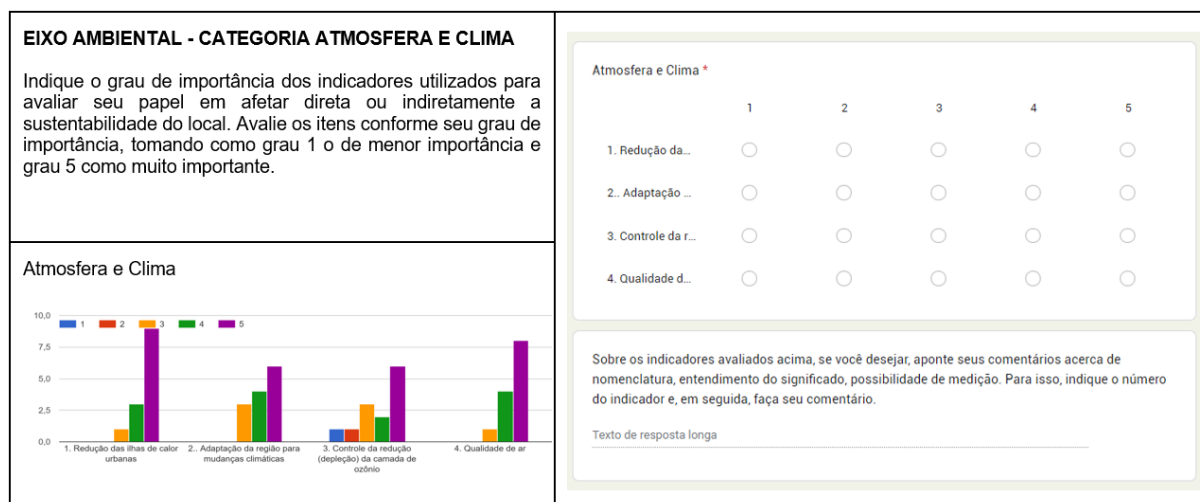 EIXO AMBIENTAL - CATEGORIA ATMOSFERA E CLIMA
Indique o grau de importância dos indicadores utilizados para
avaliar seu papel em afetar direta ou indiretamente a
sustentabilidade do local. Avalie os itens conforme seu grau de
importância, tomando como grau 1 o de menor importância e
grau 5 como muito importante.
Atmosfera e Clima
10,0
1 2 3 4 5
7,5
5,0
2,5
0,0
1. Redução das ilhas de calor
urbanas
2.. Adaptação da região para
mudanças climáticas
3. Controle da redução
(depleção) da camada de
ozônio
4. Qualidade de ar
Atmosfera e Clima *
1 2 3 4 5
1. Redução da...
2.. Adaptação ...
3. Controle da r...
4. Qualidade d...
Sobre os indicadores avaliados acima, se você desejar, aponte seus comentários acerca de
nomenclatura, entendimento do significado, possibilidade de medição. Para isso, indique o número
do indicador e, em seguida, faça seu comentário.
Texto de resposta longa